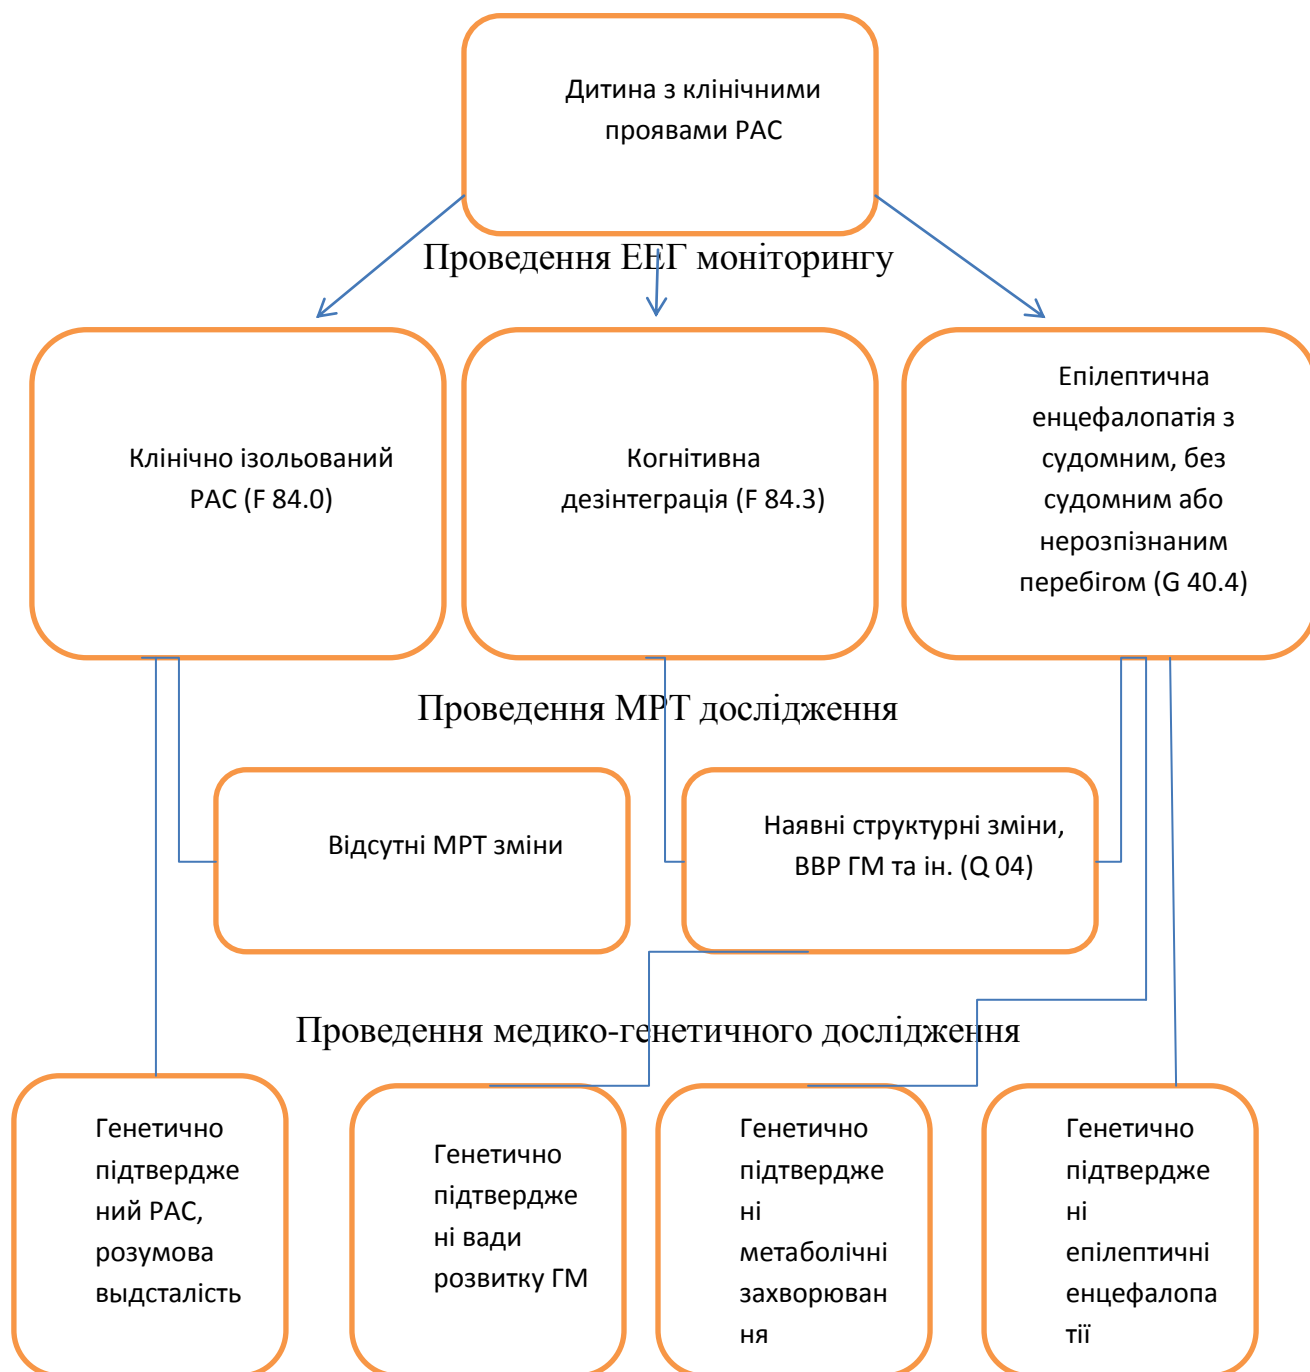 Дитина з клінічними
проявами РАС
Проведення ЕЕГ моніторингу
Клінічно ізольований
РАС (F 84.0)
Когнітивна
дезінтеграція (F 84.3)
Епілептична
енцефалопатія з
судомним, без
судомним або
нерозпізнаним
перебігом (G 40.4)
Проведення МРТ дослідження
Відсутні МРТ зміни
Наявні структурні зміни,
ВВР ГМ та ін. (Q 04)
Проведення медико-генетичного дослідження
Генетично
підтвердже
ний РАС,
розумова
выдсталість
Генетично
підтвердже
ні вади
розвитку ГМ
Генетично
підтвердже
ні
метаболічні
захворюван
ня
Генетично
підтвердже
ні
епілептичні
енцефалопа
тії